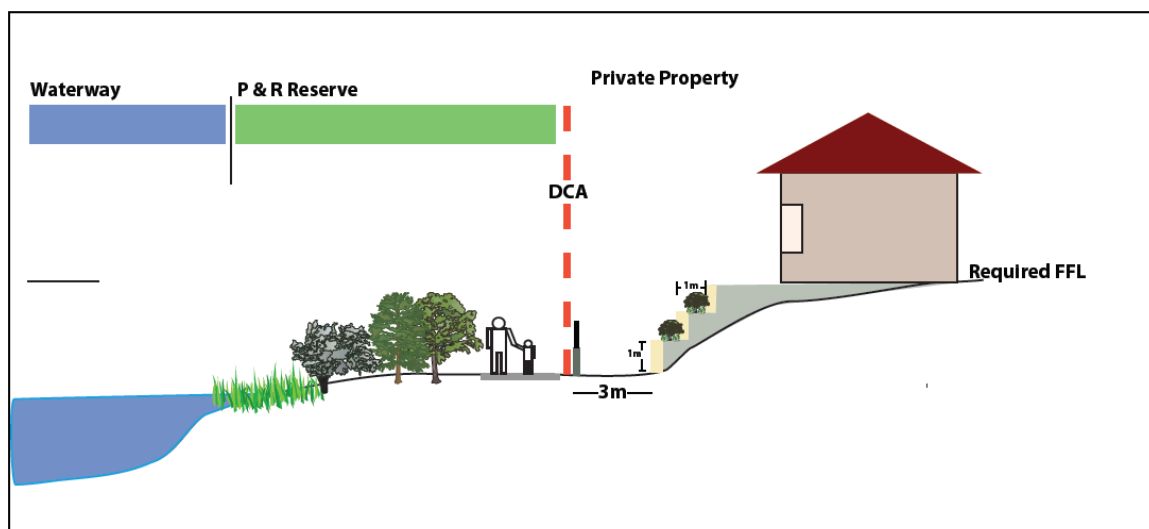 Private Property
Waterway
P & R Reserve
DCA
Required FFL
1m
1m
3m